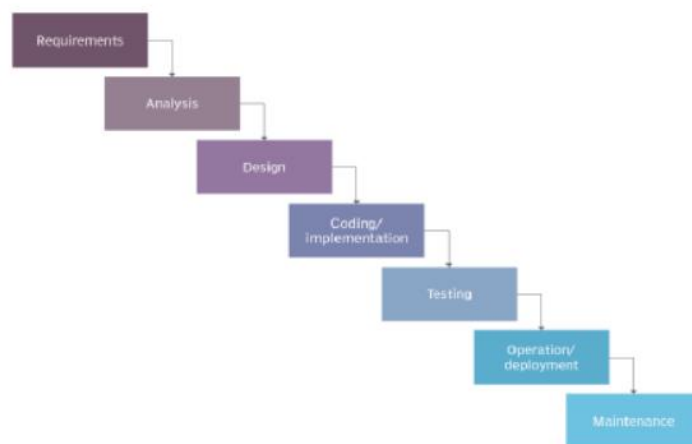 Requirements
Analysis
Design
Coding/
implementation
Testing
Operation/
deployment
Maintenance